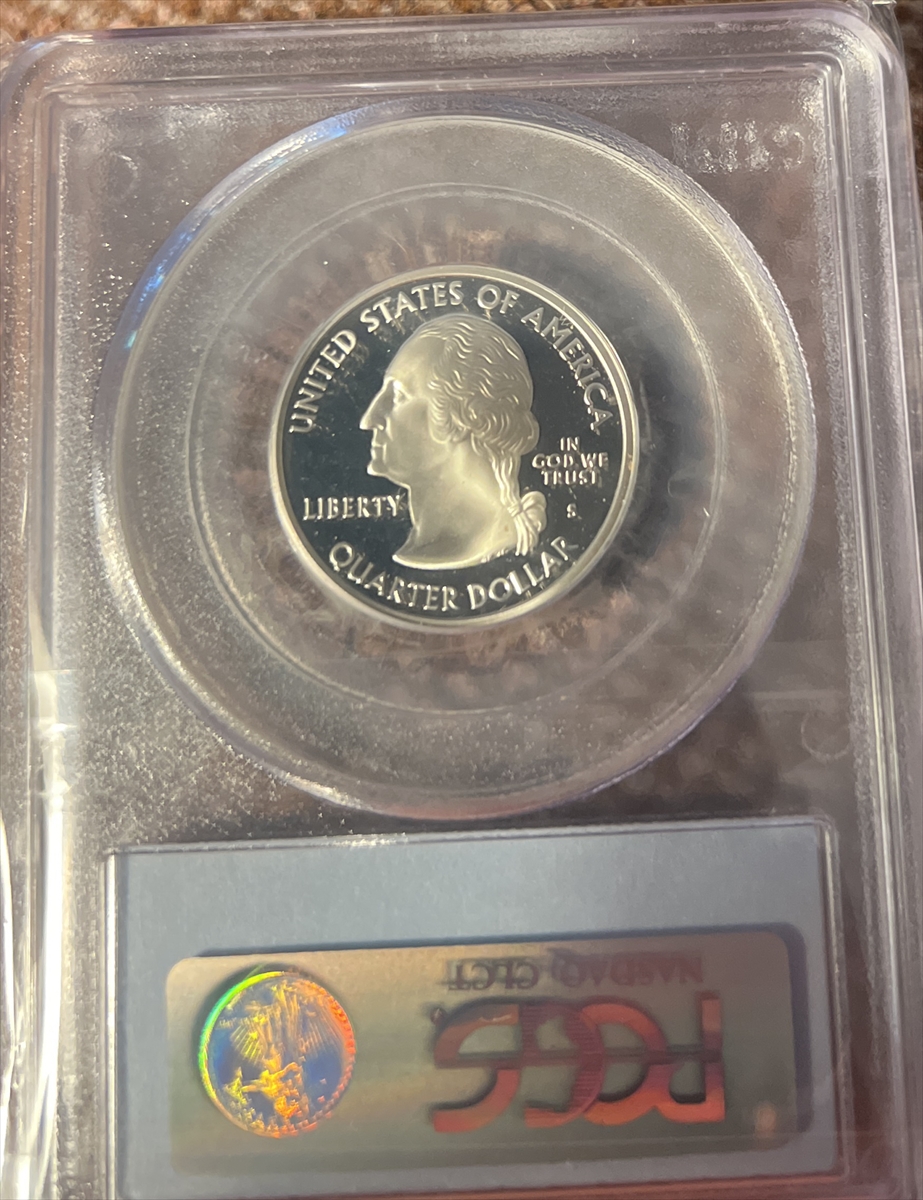 UNITED STATES OF AMERICA
IN
GOD WE
TRUST
LIBERTY
S
QUARTER DOLLAR
NASDAQ CLCT
PCGS